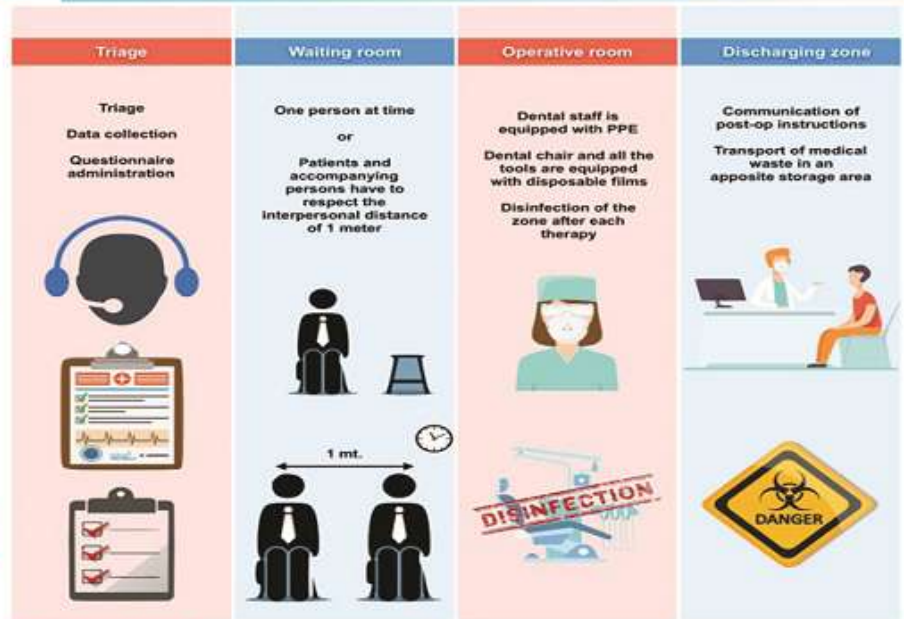 Triage
Waiting room
Operative room
Discharging zone
Triage
Data collection
Questionnaire
administration
One person at time
or
Patients and
accompanying
persons have to
respect the
interpersonal distance
of 1 meter
1 mt.
Dental staff is
equipped with PPE
Dental chair and all the
tools are equipped
with disposable films
Disinfection of the
zone after each
therapy
DISINFECTION
Communication of
post-op instructions
Transport of medical
waste in an
apposite storage area
DANGER